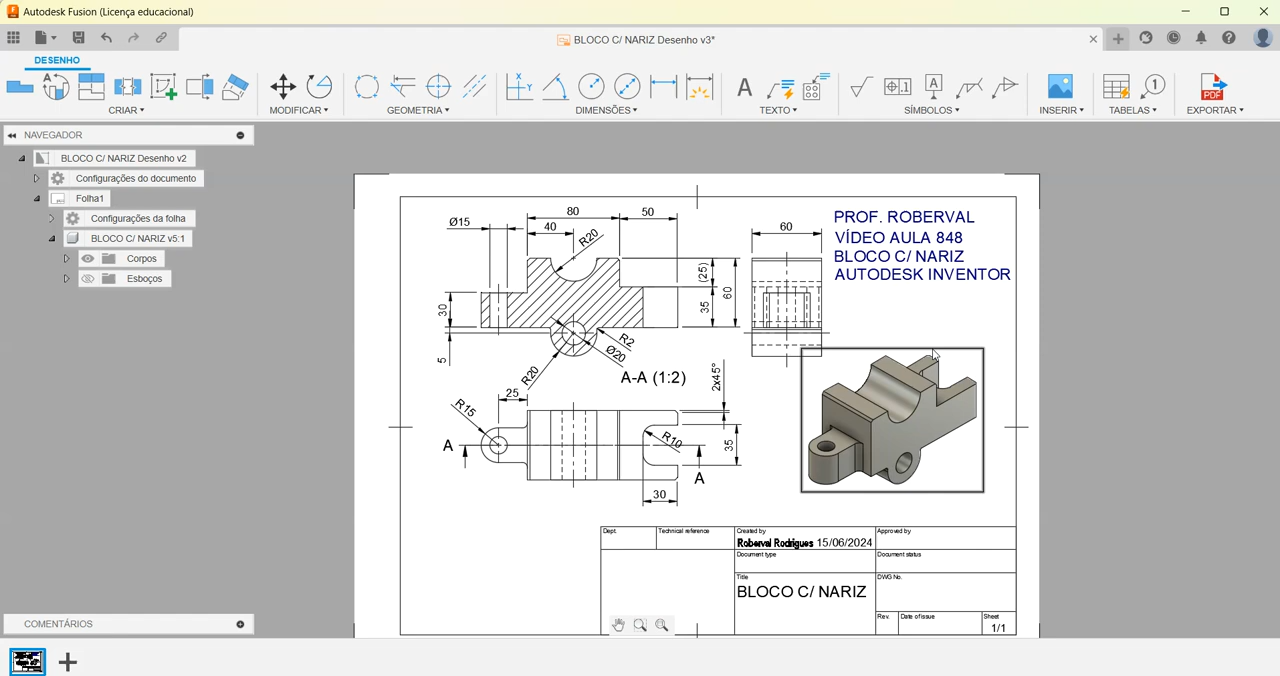 Autodesk Fusion (Licença educacional)
BLOCO C/ NARIZ Desenho v3*
DESENHO
CRIAR
MODIFICAR
GEOMETRIA
DIMENSÕES
TEXTO
SÍMBOLOS
INSERIR
TABELAS
EXPORTAR
NAVEGADOR
BLOCO C/ NARIZ Desenho v2
Configurações do documento
Folha1
Configurações da folha
BLOCO C/ NARIZ v5:1
Corpos
Esboços
PROF. ROBERVAL
VÍDEO AULA 848
BLOCO C/ NARIZ
AUTODESK INVENTOR
80
50
Ø15
40
R20
60
(25)
60
35
30
5
R2
Ø20
R20
A-A (1:2)
2x45°
25
R15
A
R10
35
A
30
Dept.
Technical reference
Created by
Approved by
Roberval Rodrigues 15/06/2024
Document type
Document status
Title
DWG No.
BLOCO C/ NARIZ
Rev.
Date of issue
Sheet
1/1
COMENTÁRIOS